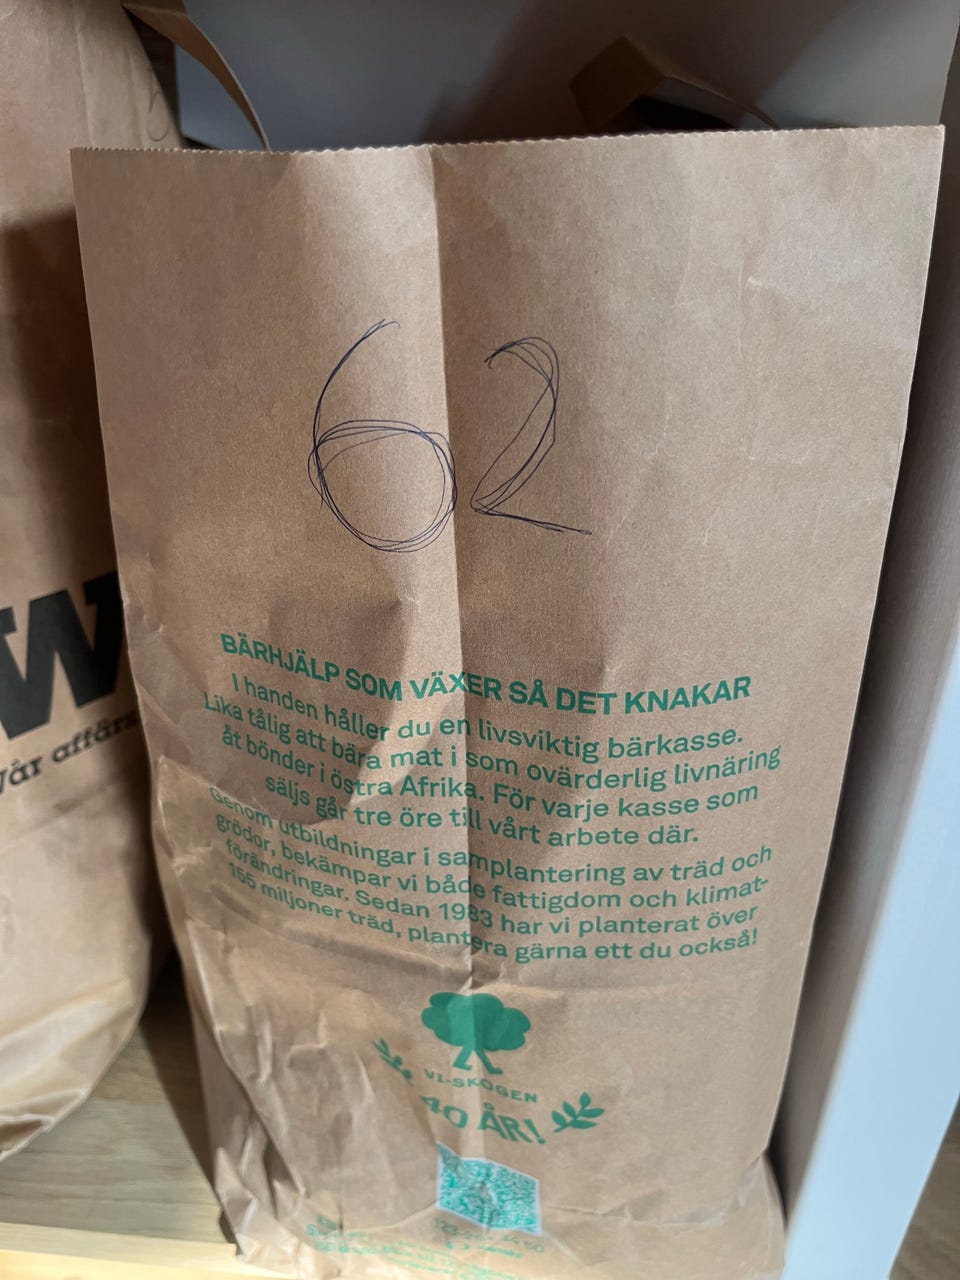 62
W
Vår affär
BÄRHJÄLP SOM VÄXER SÅ DET KNAKAR
I handen håller du en livsviktig bärkasse.
Lika tålig att bära mat i som ovärderlig livnäring
åt bönder i östra Afrika. För varje kasse som
säljs går tre öre till vårt arbete där.
Genom utbildningar i samplantering av träd och
grödor, bekämpar vi både fattigdom och klimat-
förändringar. Sedan 1983 har vi planterat över
155 miljoner träd, plantera gärna ett du också!
VI-SKOGEN
40 ÅR!